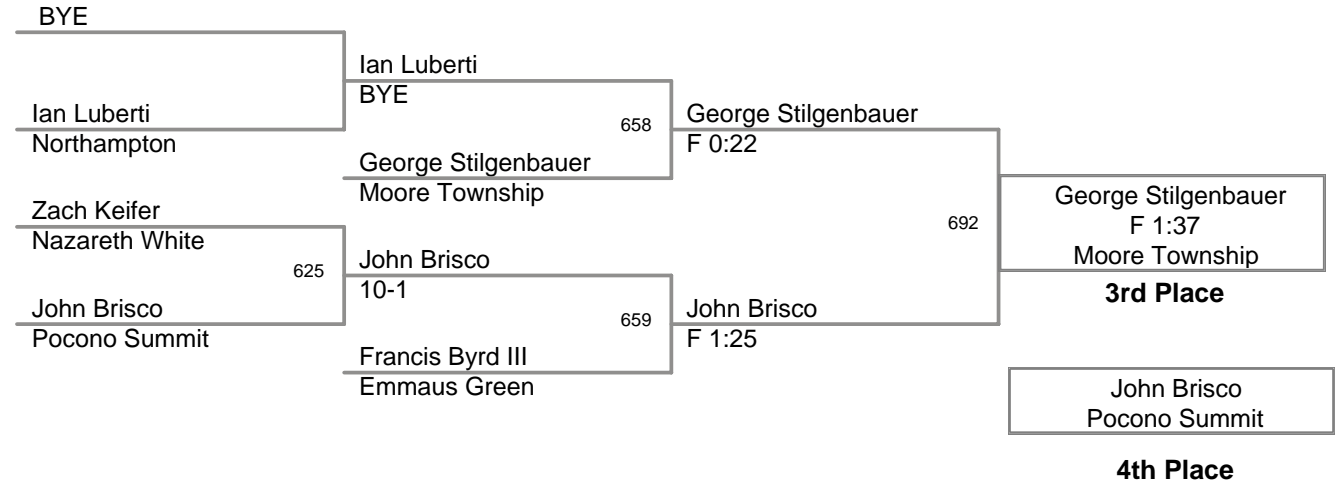 BYE
Ian Luberti
BYE
Ian Luberti
Northampton
658
George Stilgenbauer
F 0:22
George Stilgenbauer
Moore Township
Zach Keifer
Nazareth White
625
John Brisco
10-1
John Brisco
Pocono Summit
659
John Brisco
F 1:25
Francis Byrd III
Emmaus Green
692
George Stilgenbauer
F 1:37
Moore Township
3rd Place
John Brisco
Pocono Summit
4th Place